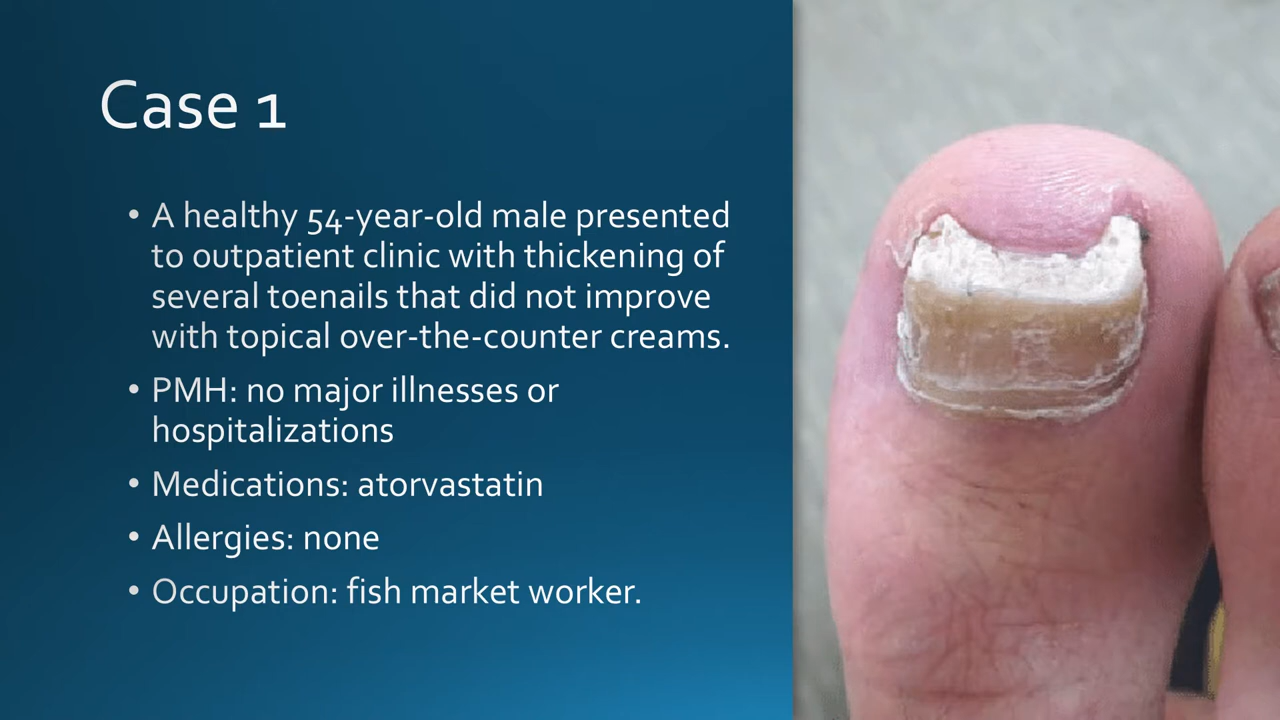 Case 1
• A healthy 54-year-old male presented
to outpatient clinic with thickening of
several toenails that did not improve
with topical over-the-counter creams.
• PMH: no major illnesses or
hospitalizations
• Medications: atorvastatin
• Allergies: none
• Occupation: fish market worker.